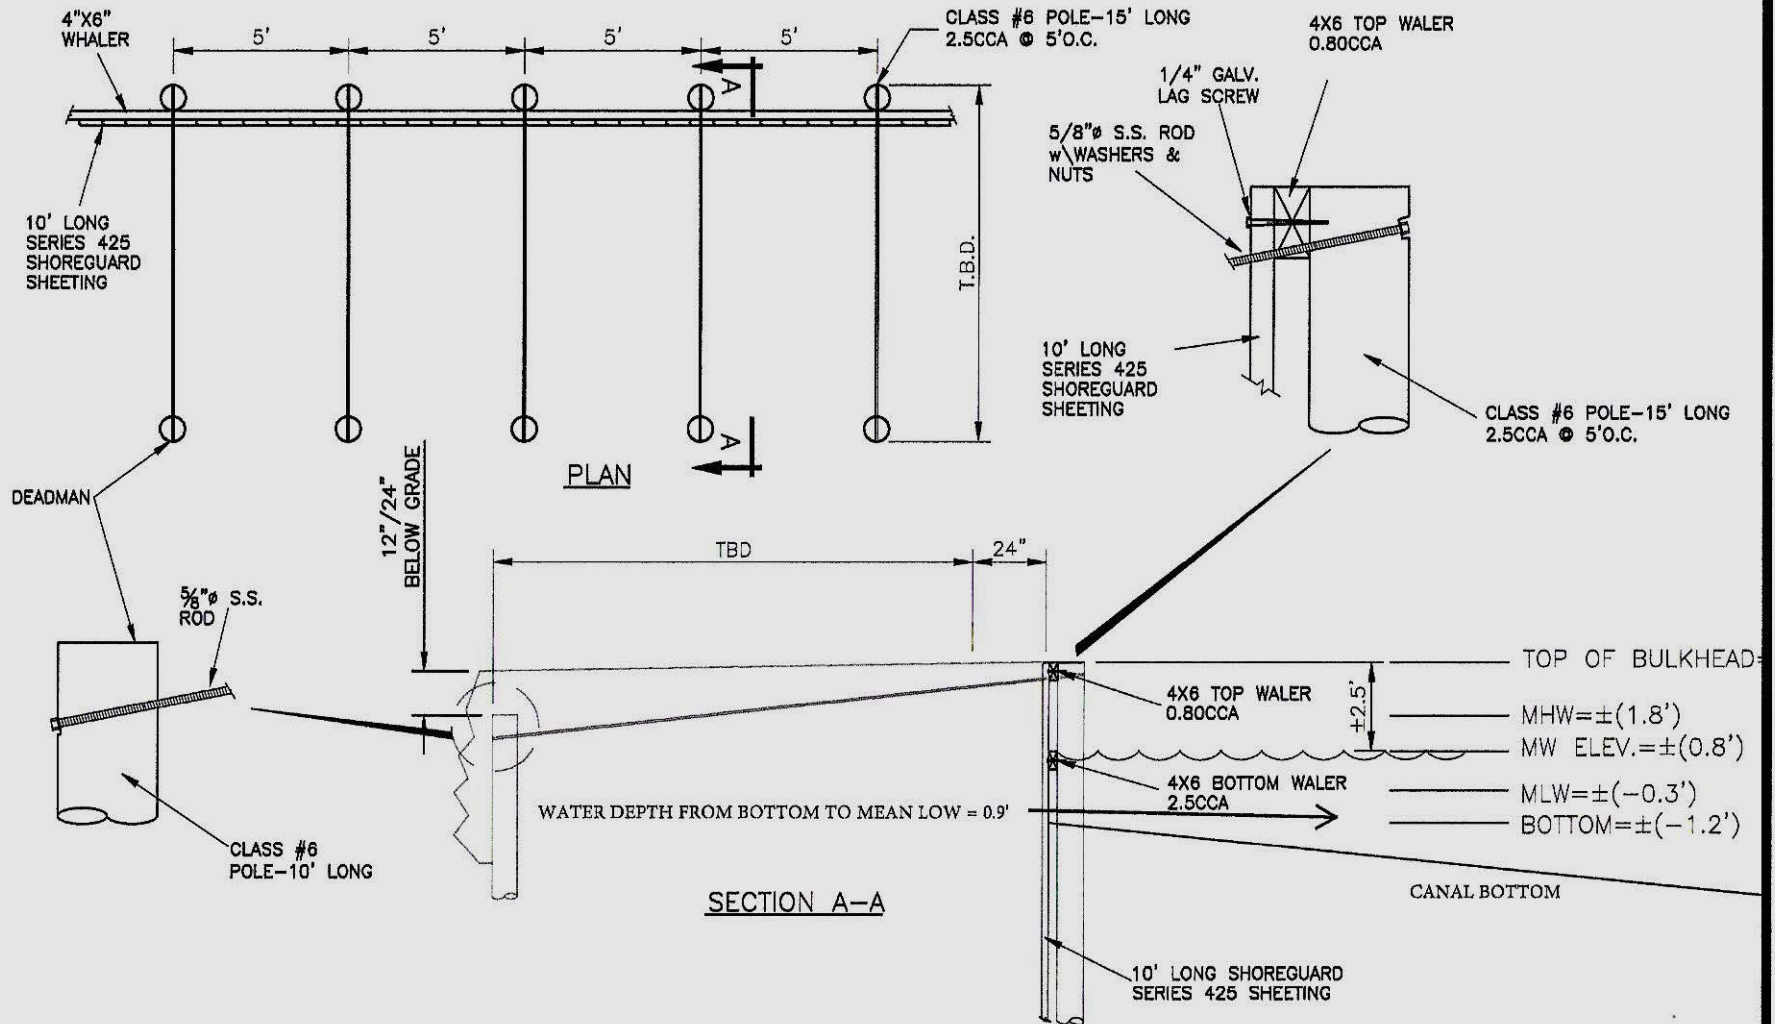 4"X6"
WHALER
5'
5'
5'
5'
CLASS #6 POLE-15' LONG
2.5CCA @ 5'O.C.
4X6 TOP WALER
0.80CCA
1/4" GALV.
LAG SCREW
5/8"ø S.S. ROD
w\WASHERS &
NUTS
A
10' LONG
SERIES 425
SHOREGUARD
SHEETING
T.B.D.
10' LONG
SERIES 425
SHOREGUARD
SHEETING
CLASS #6 POLE-15' LONG
2.5CCA @ 5'O.C.
A
PLAN
DEADMAN
12"/24"
BELOW GRADE
TBD
24"
5/8"ø S.S.
ROD
TOP OF BULKHEAD=
4X6 TOP WALER
0.80CCA
±2.5'
MHW=±(1.8')
MW ELEV.=±(0.8')
4X6 BOTTOM WALER
2.5CCA
MLW=±(-0.3')
WATER DEPTH FROM BOTTOM TO MEAN LOW = 0.9'
BOTTOM=±(-1.2')
CLASS #6
POLE-10' LONG
CANAL BOTTOM
SECTION A-A
10' LONG SHOREGUARD
SERIES 425 SHEETING